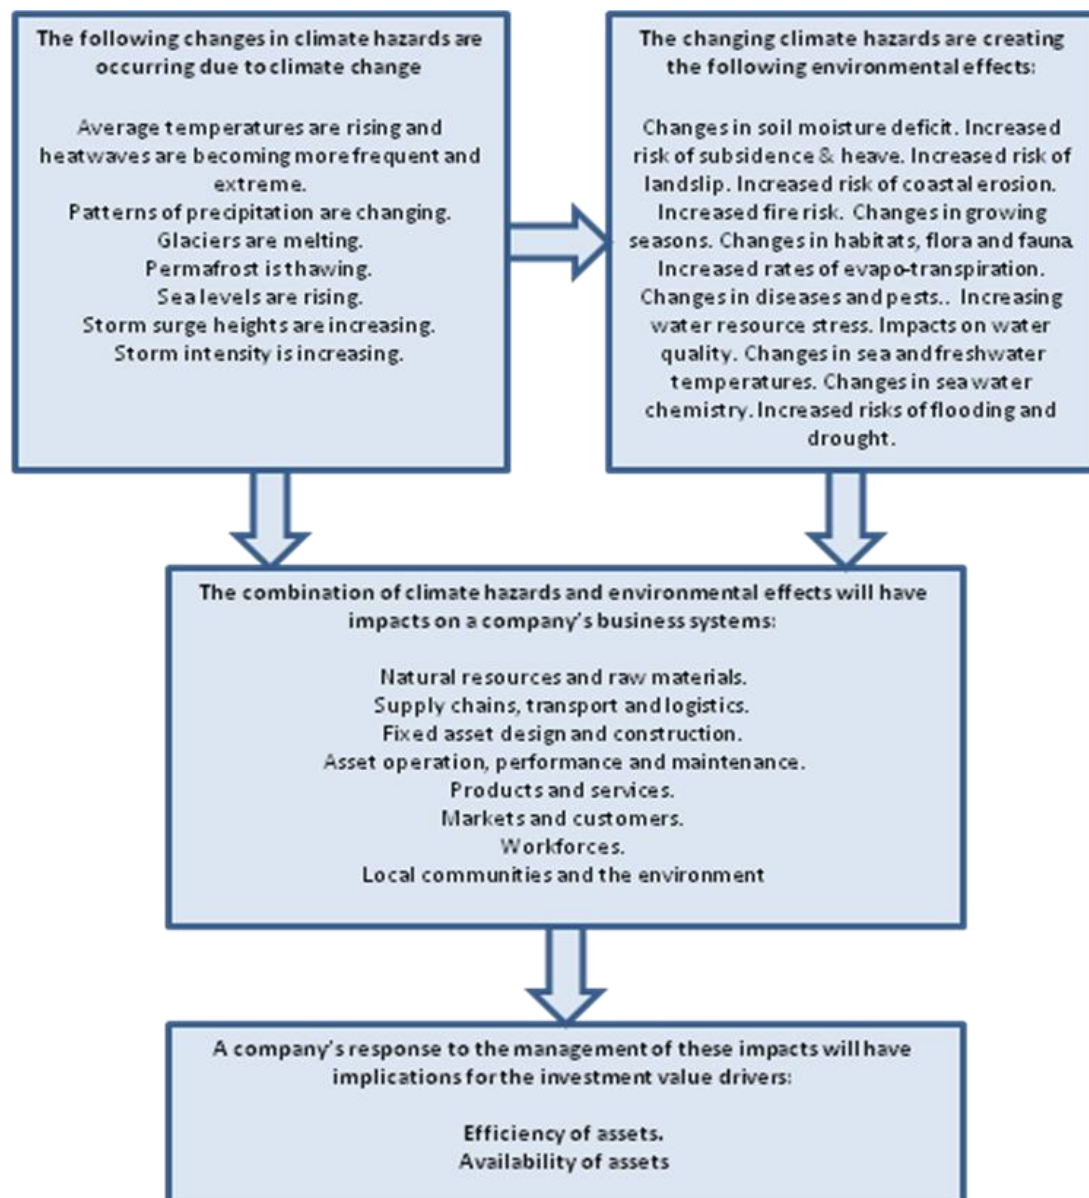 The following changes in climate hazards are
occurring due to climate change
Average temperatures are rising and
heatwaves are becoming more frequent and
extreme.
Patterns of precipitation are changing.
Glaciers are melting.
Permafrost is thawing.
Sea levels are rising.
Storm surge heights are increasing.
Storm intensity is increasing.
The changing climate hazards are creating
the following environmental effects:
Changes in soil moisture deficit. Increased
risk of subsidence & heave. Increased risk of
landslip. Increased risk of coastal erosion.
Increased fire risk. Changes in growing
seasons. Changes in habitats, flora and fauna
Increased rates of evapo-transpiration.
Changes in diseases and pests.. Increasing
water resource stress. Impacts on water
quality. Changes in sea and freshwater
temperatures. Changes in sea water
chemistry. Increased risks of flooding and
drought.
The combination of climate hazards and environmental effects will have
impacts on a company's business systems:
Natural resources and raw materials.
Supply chains, transport and logistics.
Fixed asset design and construction.
Asset operation, performance and maintenance.
Products and services.
Markets and customers.
Workforces.
Local communities and the environment
A company's response to the management of these impacts will have
implications for the investment value drivers:
Efficiency of assets.
Availability of assets